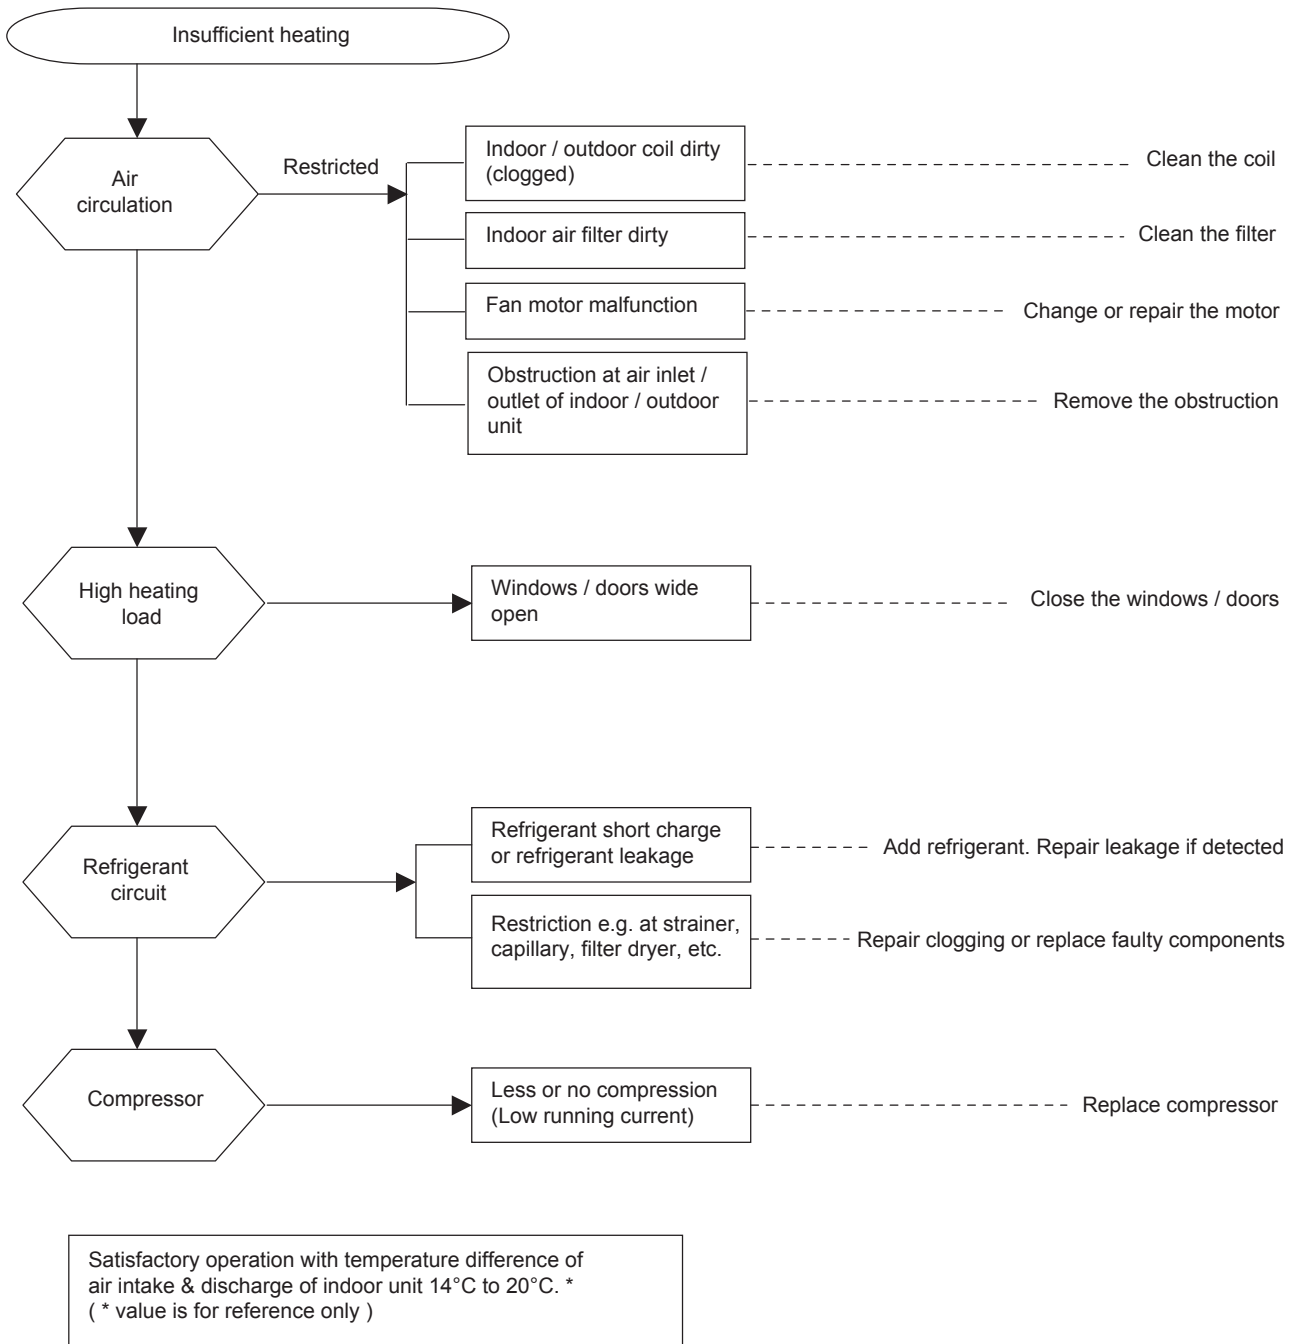 Insufficient heating
Air
circulation
Restricted
Indoor / outdoor coil dirty
(clogged)
Clean the coil
Indoor air filter dirty
Clean the filter
Fan motor malfunction
Change or repair the motor
Obstruction at air inlet /
outlet of indoor / outdoor
unit
Remove the obstruction
High heating
load
Windows / doors wide
open
Close the windows / doors
Refrigerant
circuit
Refrigerant short charge
or refrigerant leakage
Add refrigerant. Repair leakage if detected
Restriction e.g. at strainer,
capillary, filter dryer, etc.
Repair clogging or replace faulty components
Compressor
Less or no compression
(Low running current)
Replace compressor
Satisfactory operation with temperature difference of
air intake & discharge of indoor unit 14°C to 20°C. *
( * value is for reference only )